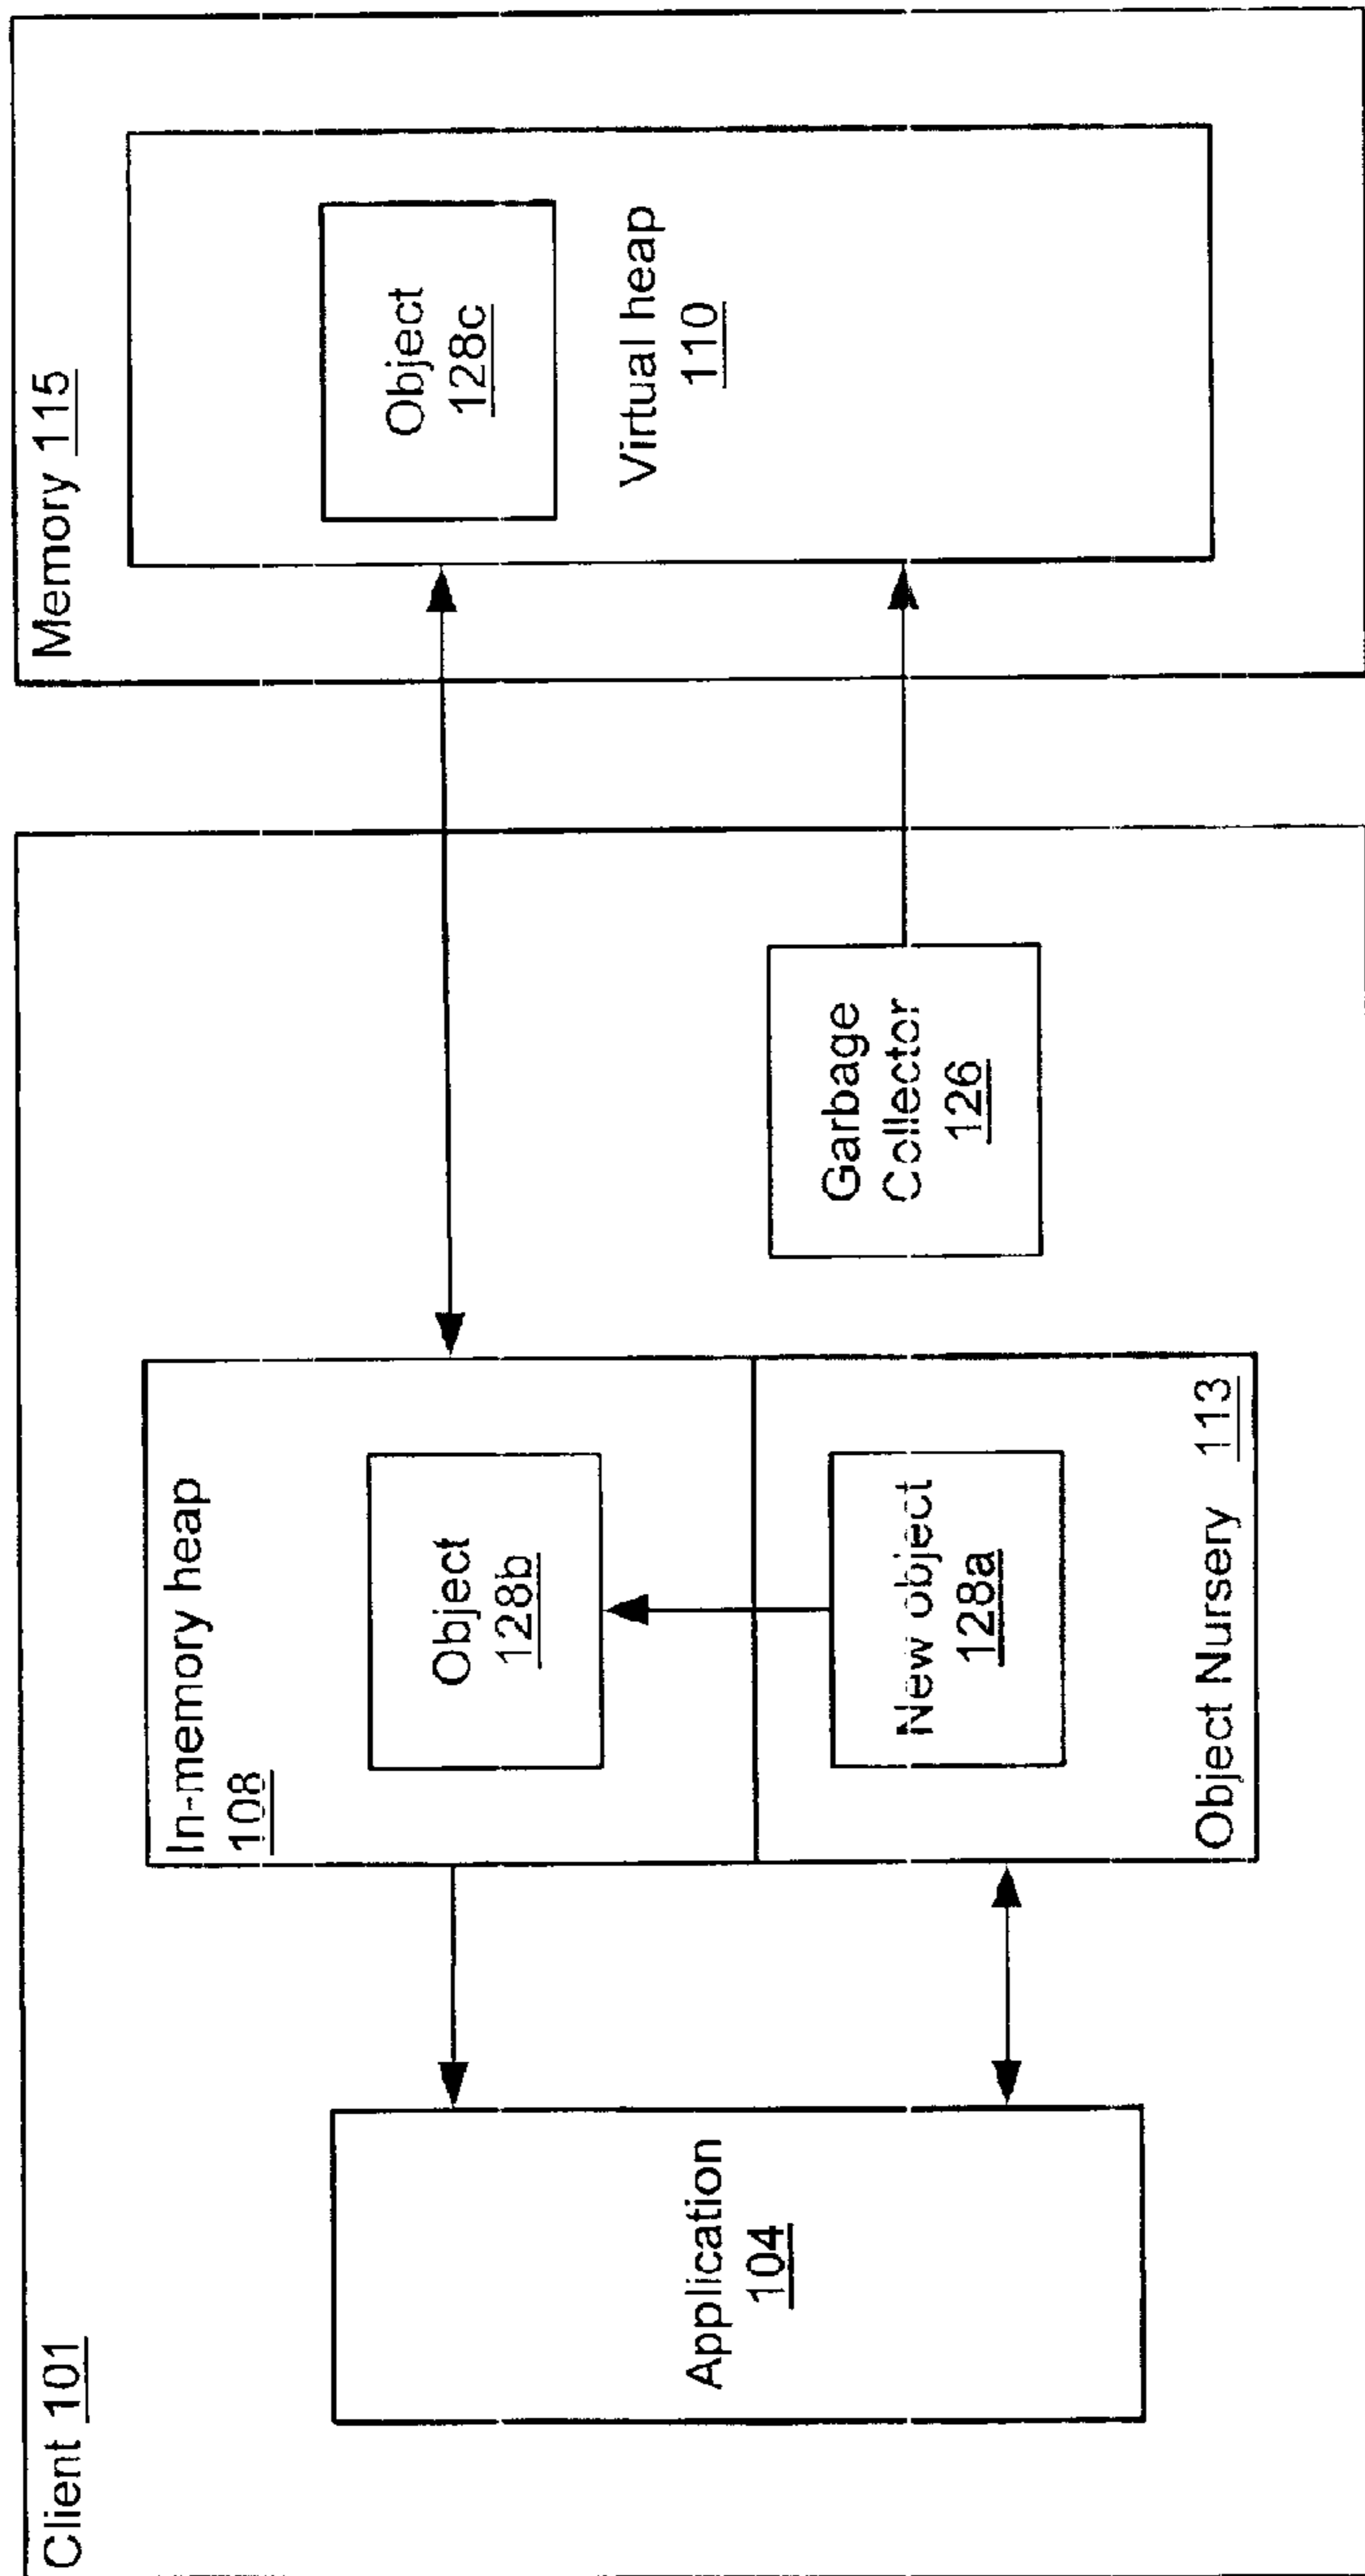 Client 101
Application
104
In-memory heap
108
Object
128b
New object
128a
Object Nursery 113
Garbage
Collector
126
Memory 115
Object
128c
Virtual heap
110